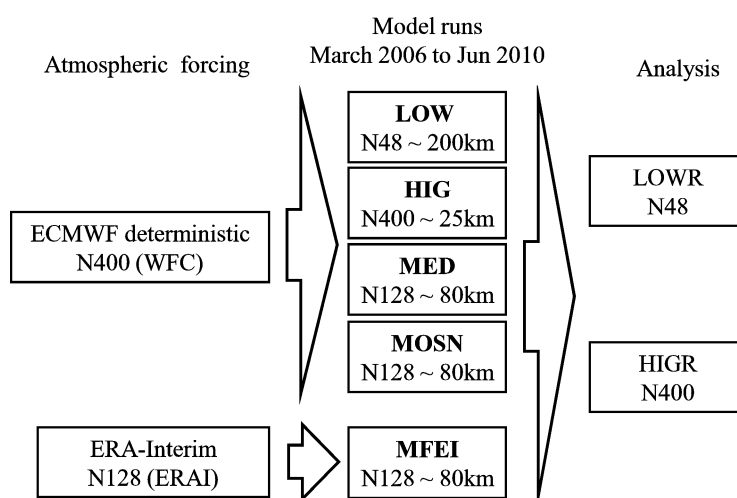 Atmospheric forcing
Model runs
March 2006 to Jun 2010
Analysis
ECMWF deterministic
N400 (WFC)
ERA-Interim
N128 (ERAI)
LOW
N48 ~ 200km
HIG
N400 ~ 25km
MED
N128 ~ 80km
MOSN
N128 ~ 80km
MFEI
N128 ~ 80km
LOWR
N48
HIGR
N400